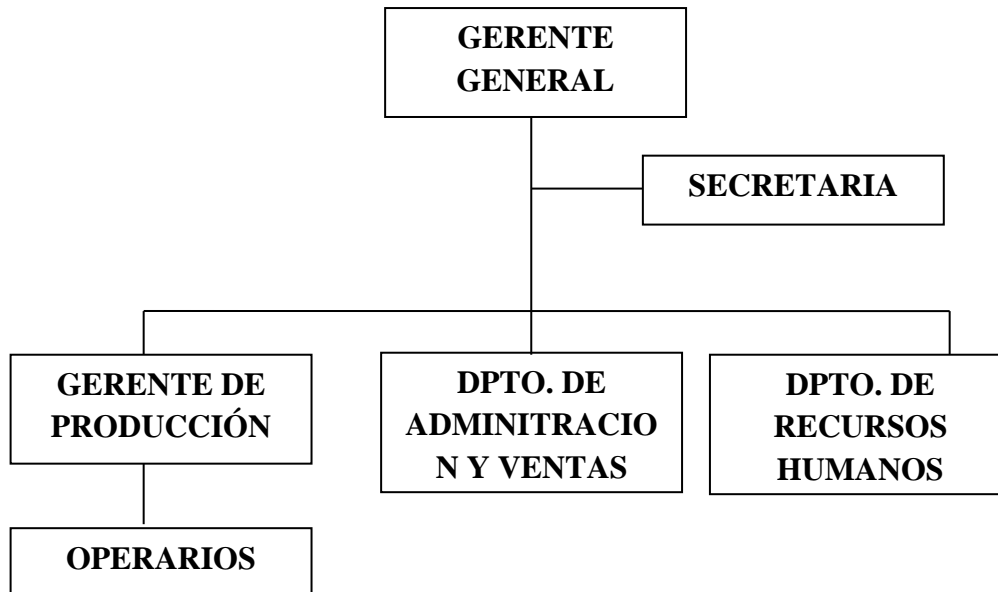 GERENTE
GENERAL
SECRETARIA
GERENTE DE
PRODUCCIÓN
DPTO. DE
ADMINITRACIO
N Y VENTAS
DPTO. DE
RECURSOS
HUMANOS
OPERARIOS